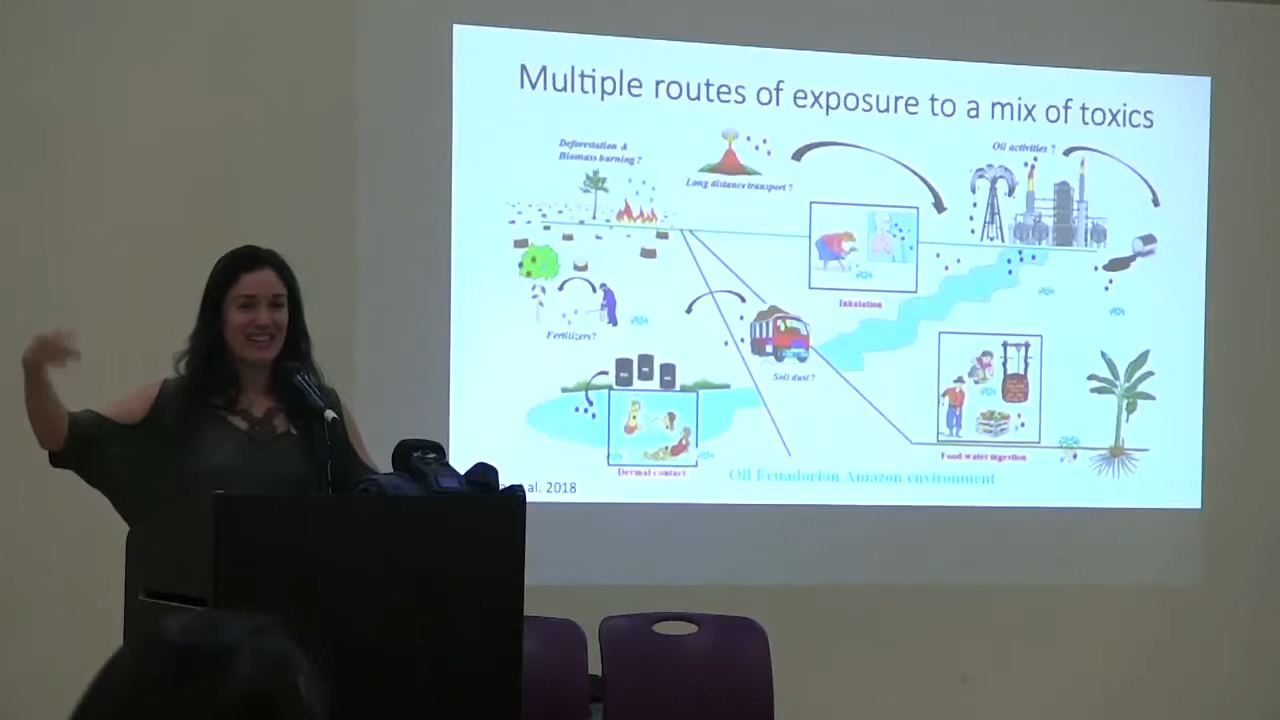 Multiple routes of exposure to a mix of toxics
Deforestation &
Biomass burning ?
Long distance transport ?
Oil activities ?
Inhalation
Fertilizers?
Soil dust ?
Dermal contact
Food water ingestion
Oil Ecuadorian Amazon environment
et al. 2018